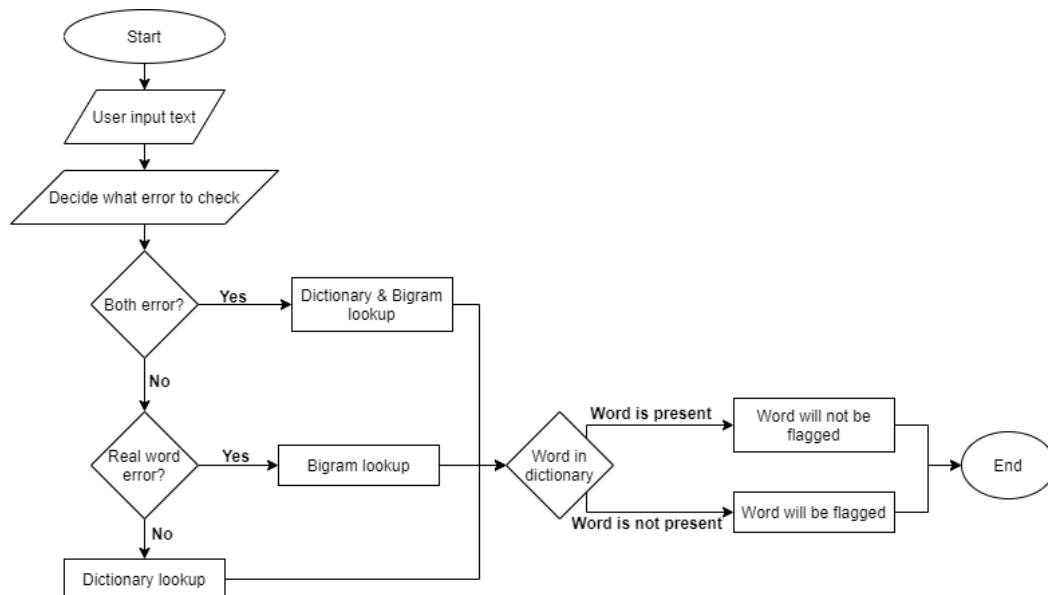 Start
User input text
Decide what error to check
Both error?
Yes
Dictionary & Bigram
lookup
No
Real word
error?
Yes
Bigram lookup
No
Dictionary lookup
Word in
dictionary
Word is present
Word will not be
flagged
Word is not present
Word will be flagged
End